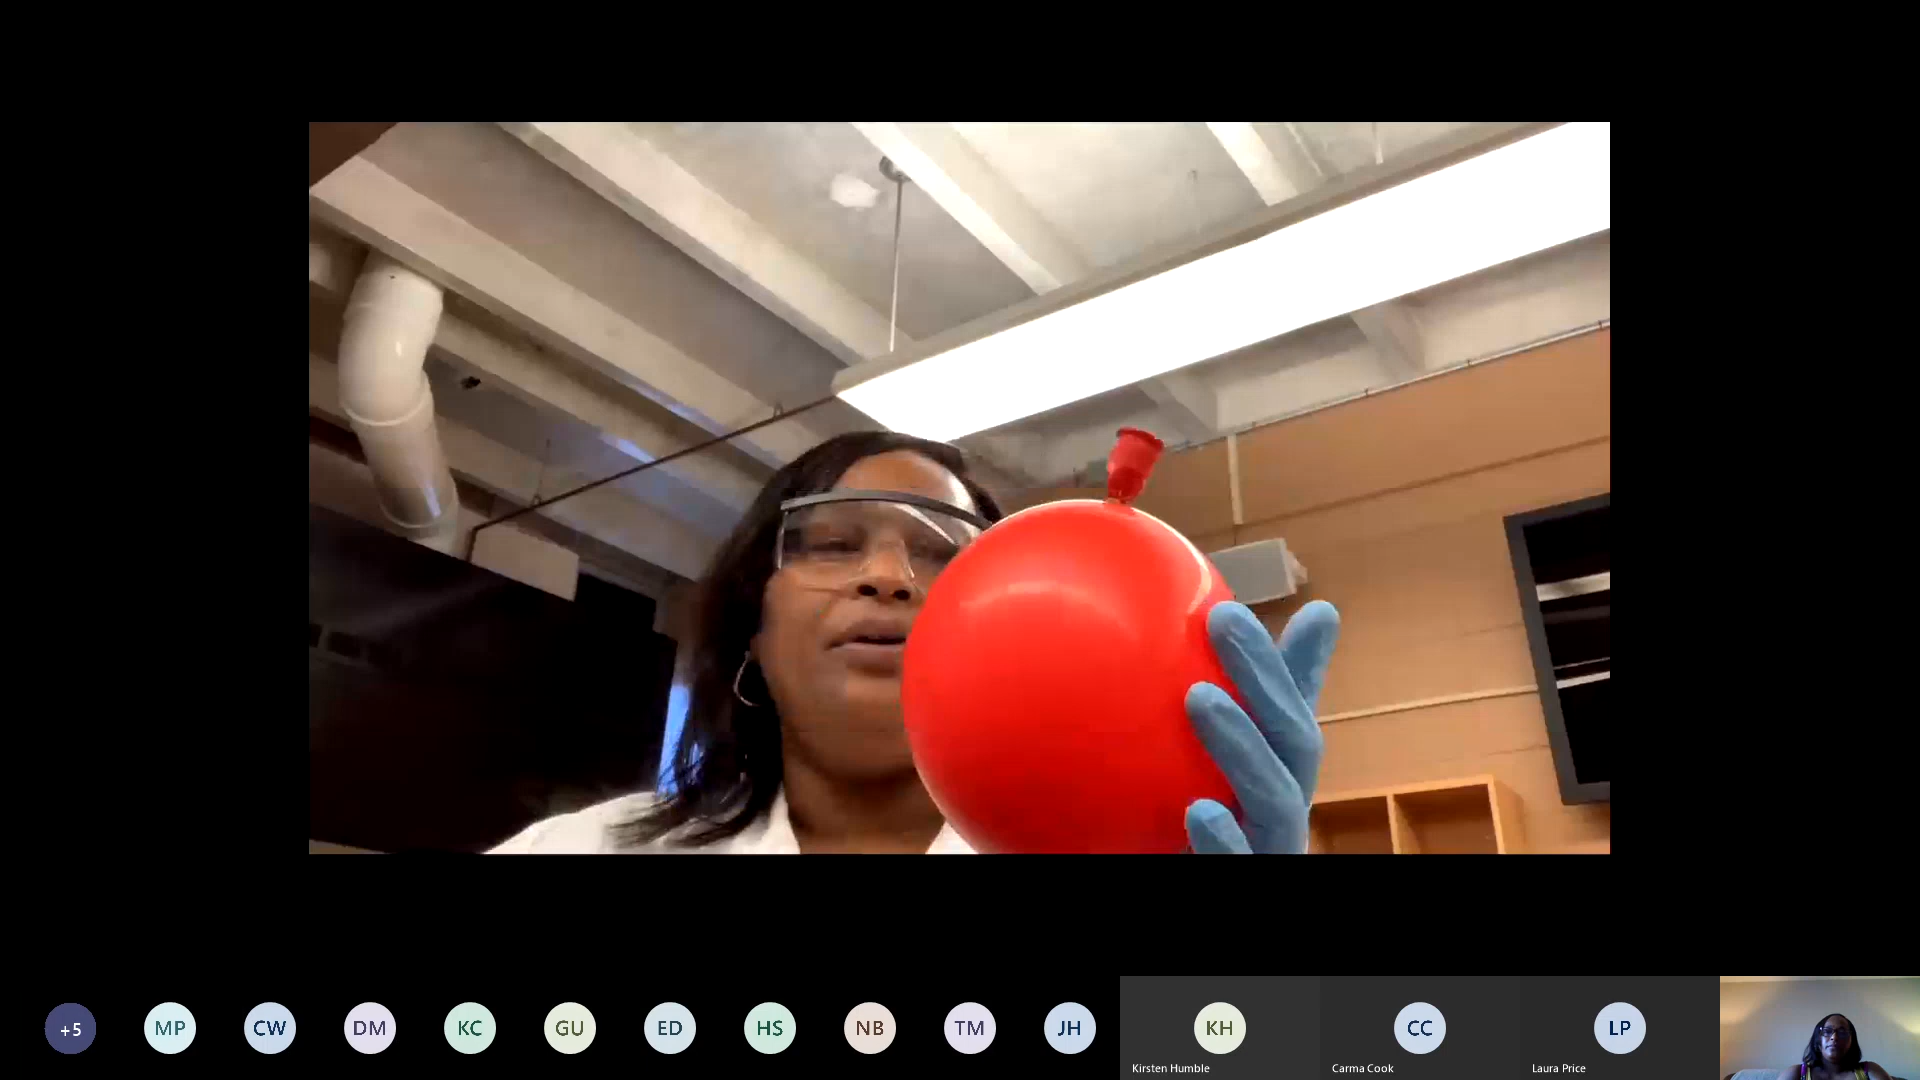 +5
MP
CW
DM
KC
GU
ED
HS
NB
TM
JH
KH
CC
LP
Kirsten Humble
Carma Cook
Laura Price